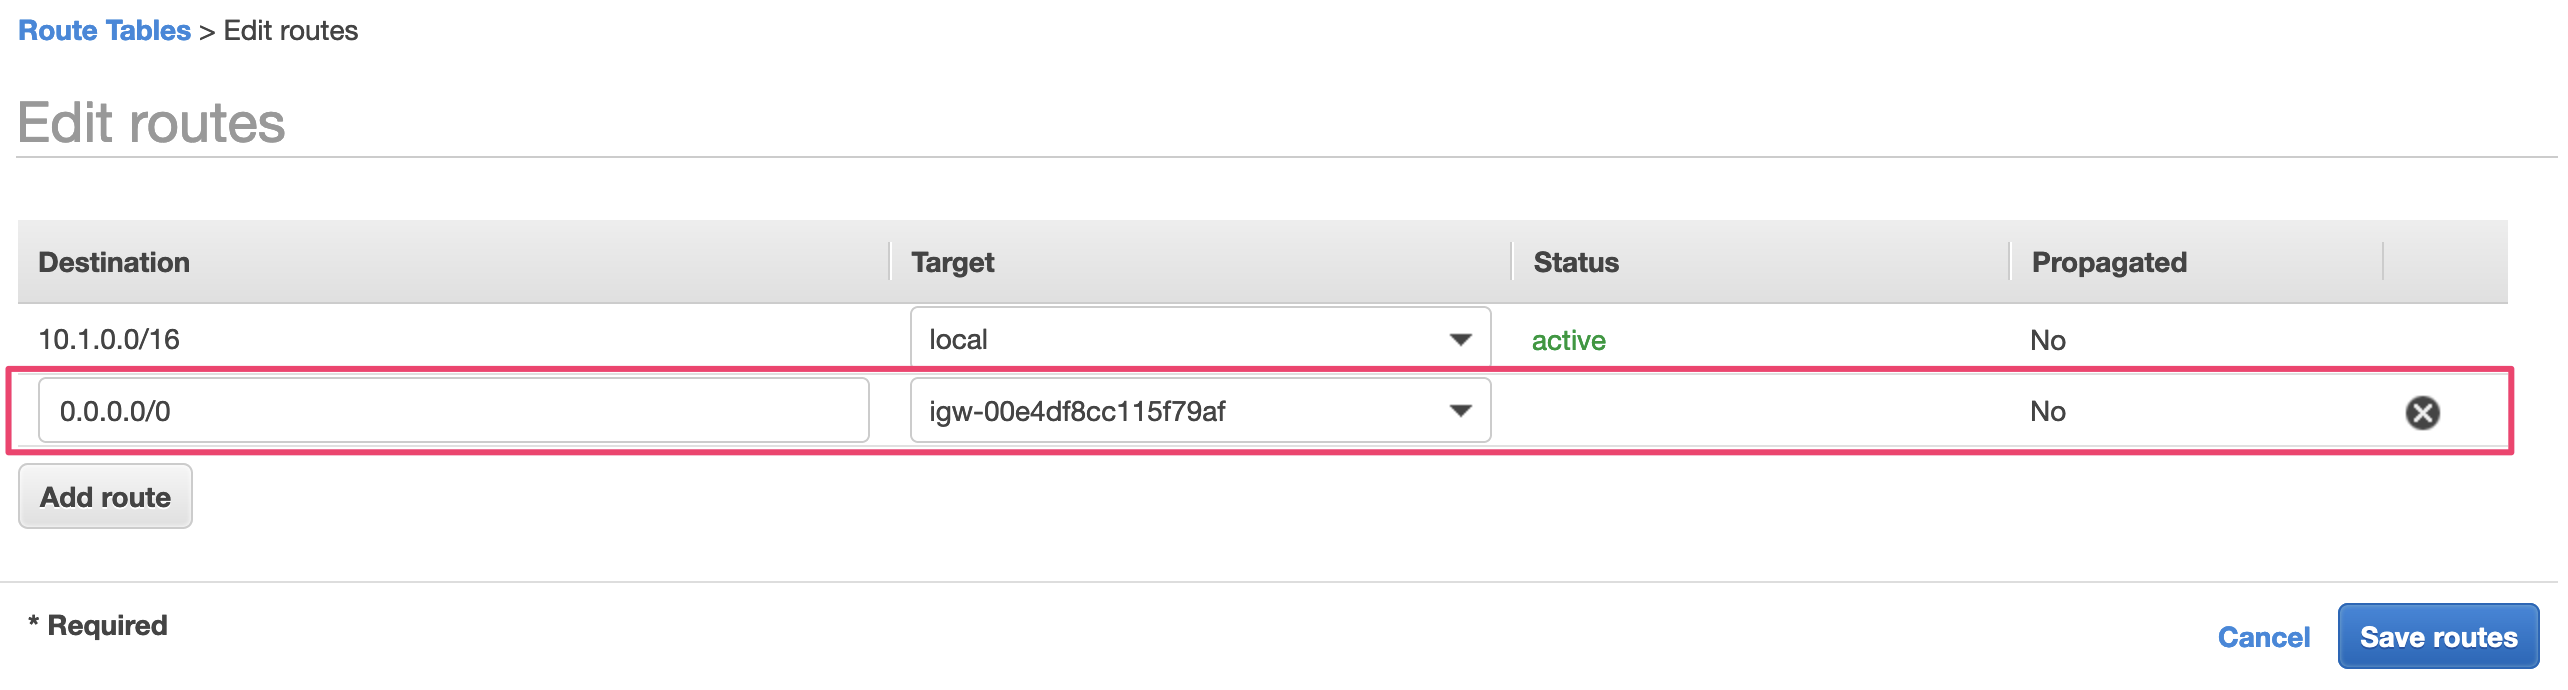 Route Tables > Edit routes
Edit routes
Destination Target Status Propagated
10.1.0.0/16 local active No
0.0.0.0/0 igw-00e4df8cc115f79af No
Add route
* Required
Cancel Save routes